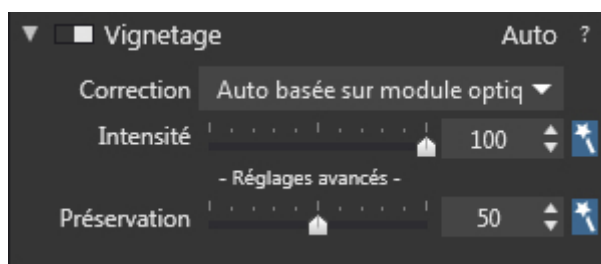 Vignetage Auto ?
Correction Auto basée sur module optiq
Intensité 100
- Réglages avancés -
Préservation 50